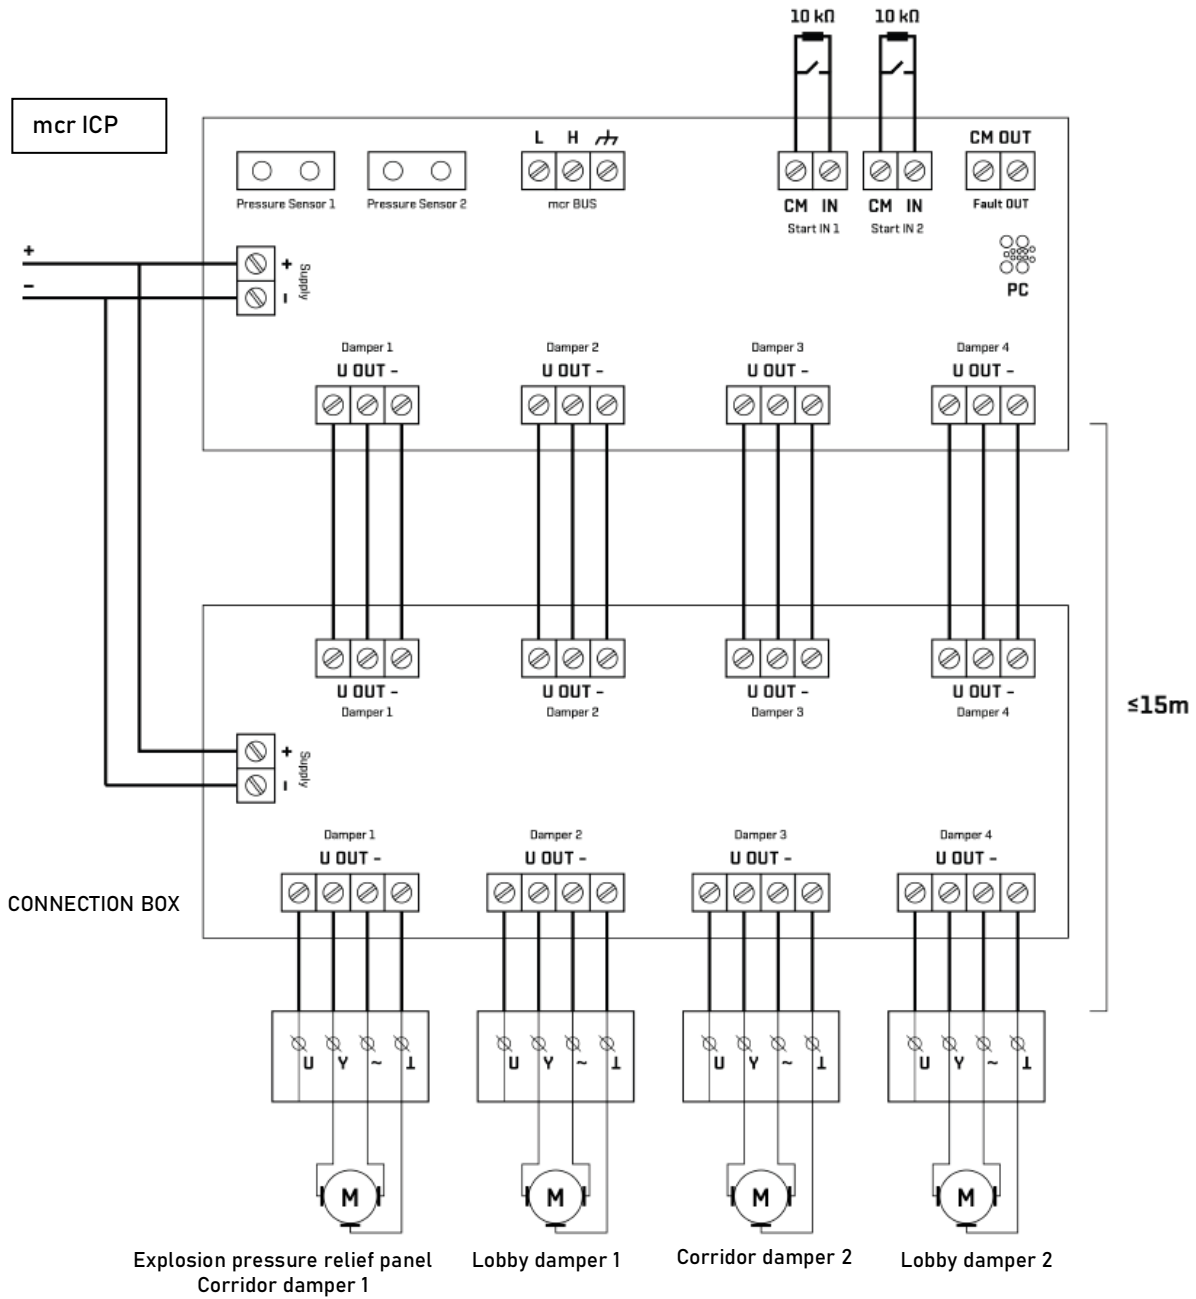 10 kΩ 10 kΩ
mcr ICP
L H
CM OUT
Pressure Sensor 1 Pressure Sensor 2 mcr BUS
CM IN CM IN Fault OUT
Start IN 1 Start IN 2
+ + Supply
- -
PC
Damper 1 Damper 2 Damper 3 Damper 4
U OUT - U OUT - U OUT - U OUT -
U OUT - U OUT - U OUT - U OUT -
Damper 1 Damper 2 Damper 3 Damper 4
≤15m
+ Supply
-
Damper 1 Damper 2 Damper 3 Damper 4
U OUT - U OUT - U OUT - U OUT -
CONNECTION BOX
U Y ~ ⊥ U Y ~ ⊥ U Y ~ ⊥ U Y ~ ⊥
M M M M
Explosion pressure relief panel Lobby damper 1 Corridor damper 2 Lobby damper 2
Corridor damper 1